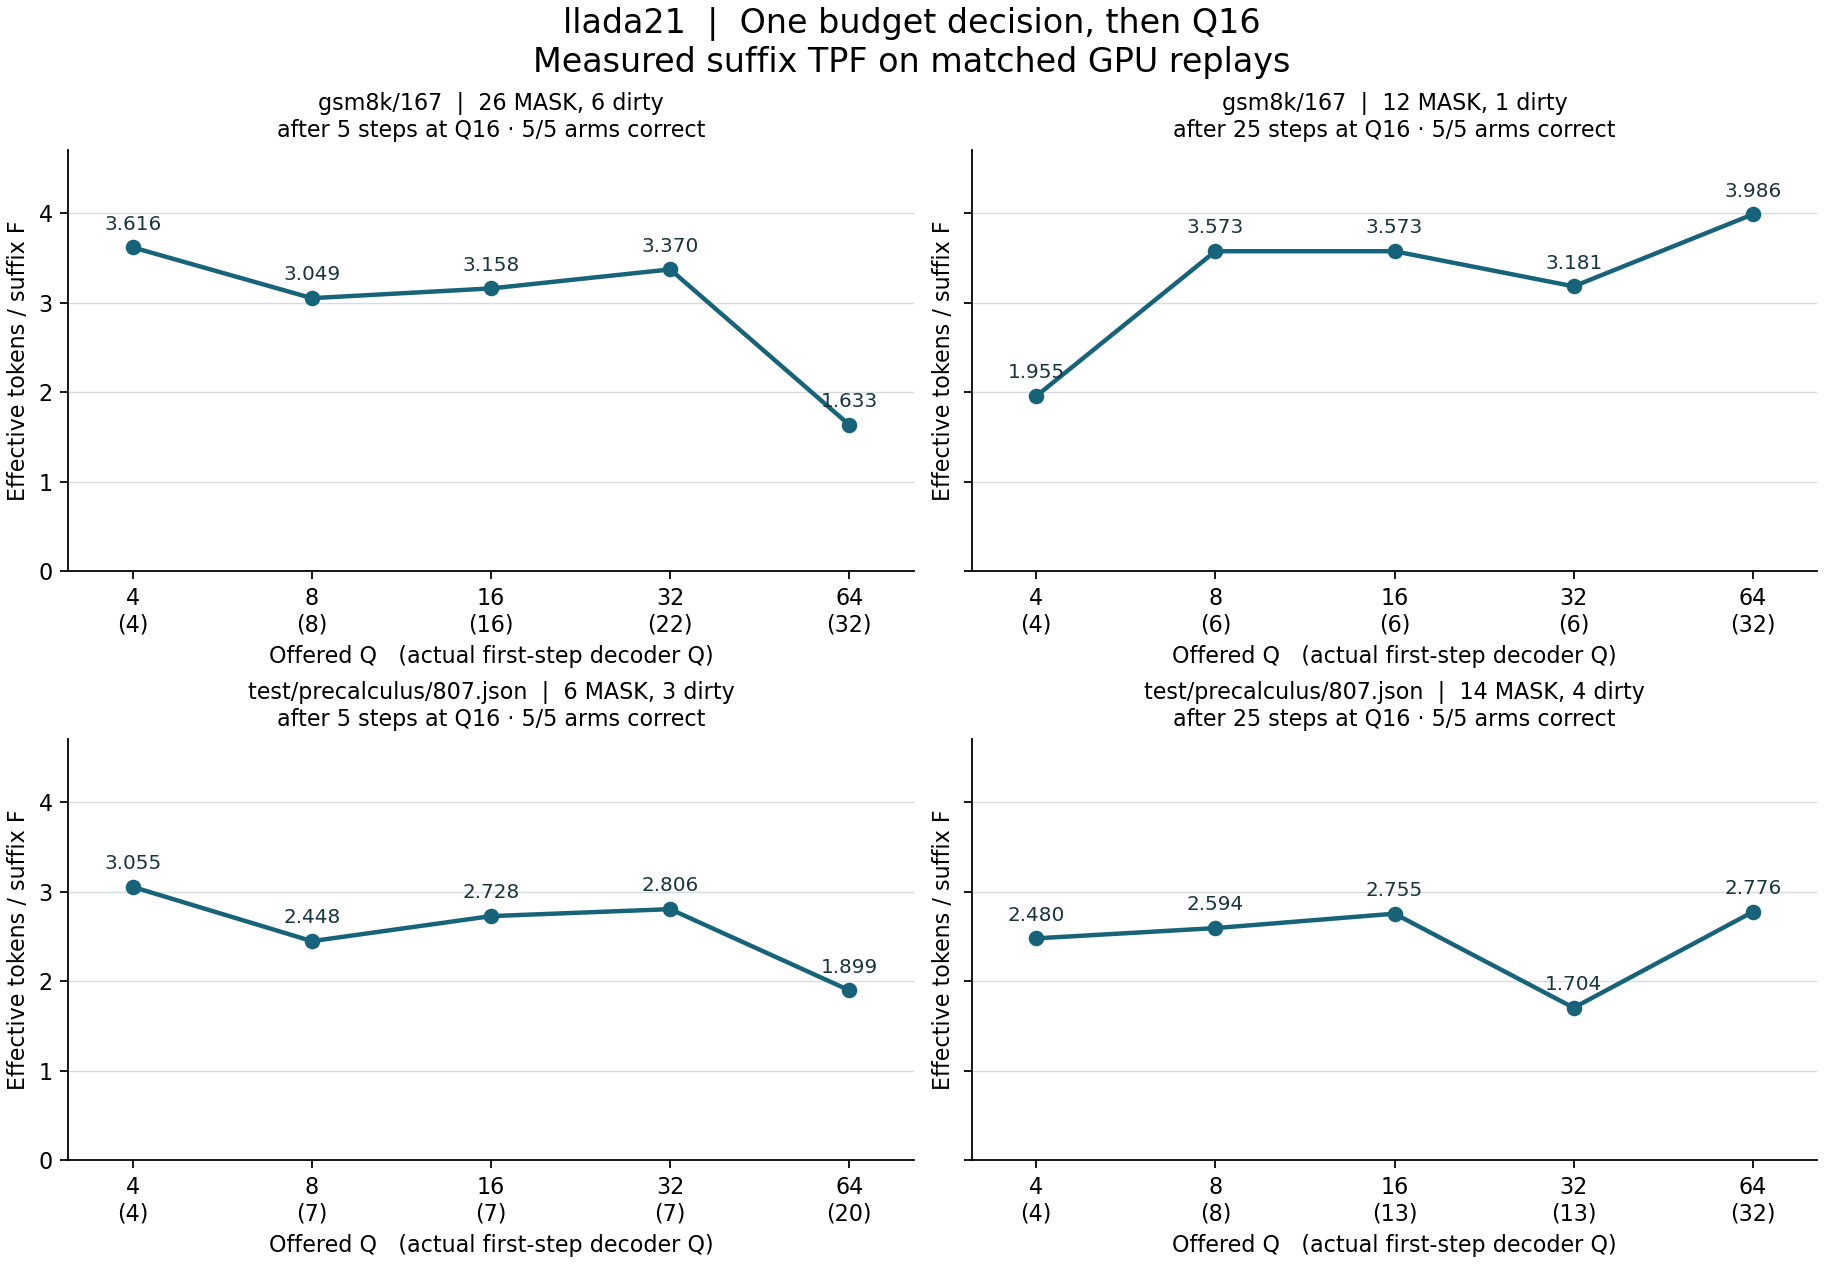 llada21 | One budget decision, then Q16
Measured suffix TPF on matched GPU replays
gsm8k/167 | 26 MASK, 6 dirty
after 5 steps at Q16 · 5/5 arms correct
Effective tokens / suffix F
4
3
2
1
0
3.616
3.049
3.158
3.370
1.633
4 8 16 32 64
(4) (8) (16) (22) (32)
Offered Q (actual first-step decoder Q)
gsm8k/167 | 12 MASK, 1 dirty
after 25 steps at Q16 · 5/5 arms correct
Effective tokens / suffix F
1.955
3.573
3.573
3.181
3.986
4 8 16 32 64
(4) (6) (6) (6) (32)
Offered Q (actual first-step decoder Q)
test/precalculus/807.json | 6 MASK, 3 dirty
after 5 steps at Q16 · 5/5 arms correct
Effective tokens / suffix F
4
3
2
1
0
3.055
2.448
2.728
2.806
1.899
4 8 16 32 64
(4) (7) (7) (7) (20)
Offered Q (actual first-step decoder Q)
test/precalculus/807.json | 14 MASK, 4 dirty
after 25 steps at Q16 · 5/5 arms correct
Effective tokens / suffix F
2.480
2.594
2.755
1.704
2.776
4 8 16 32 64
(4) (8) (13) (13) (32)
Offered Q (actual first-step decoder Q)